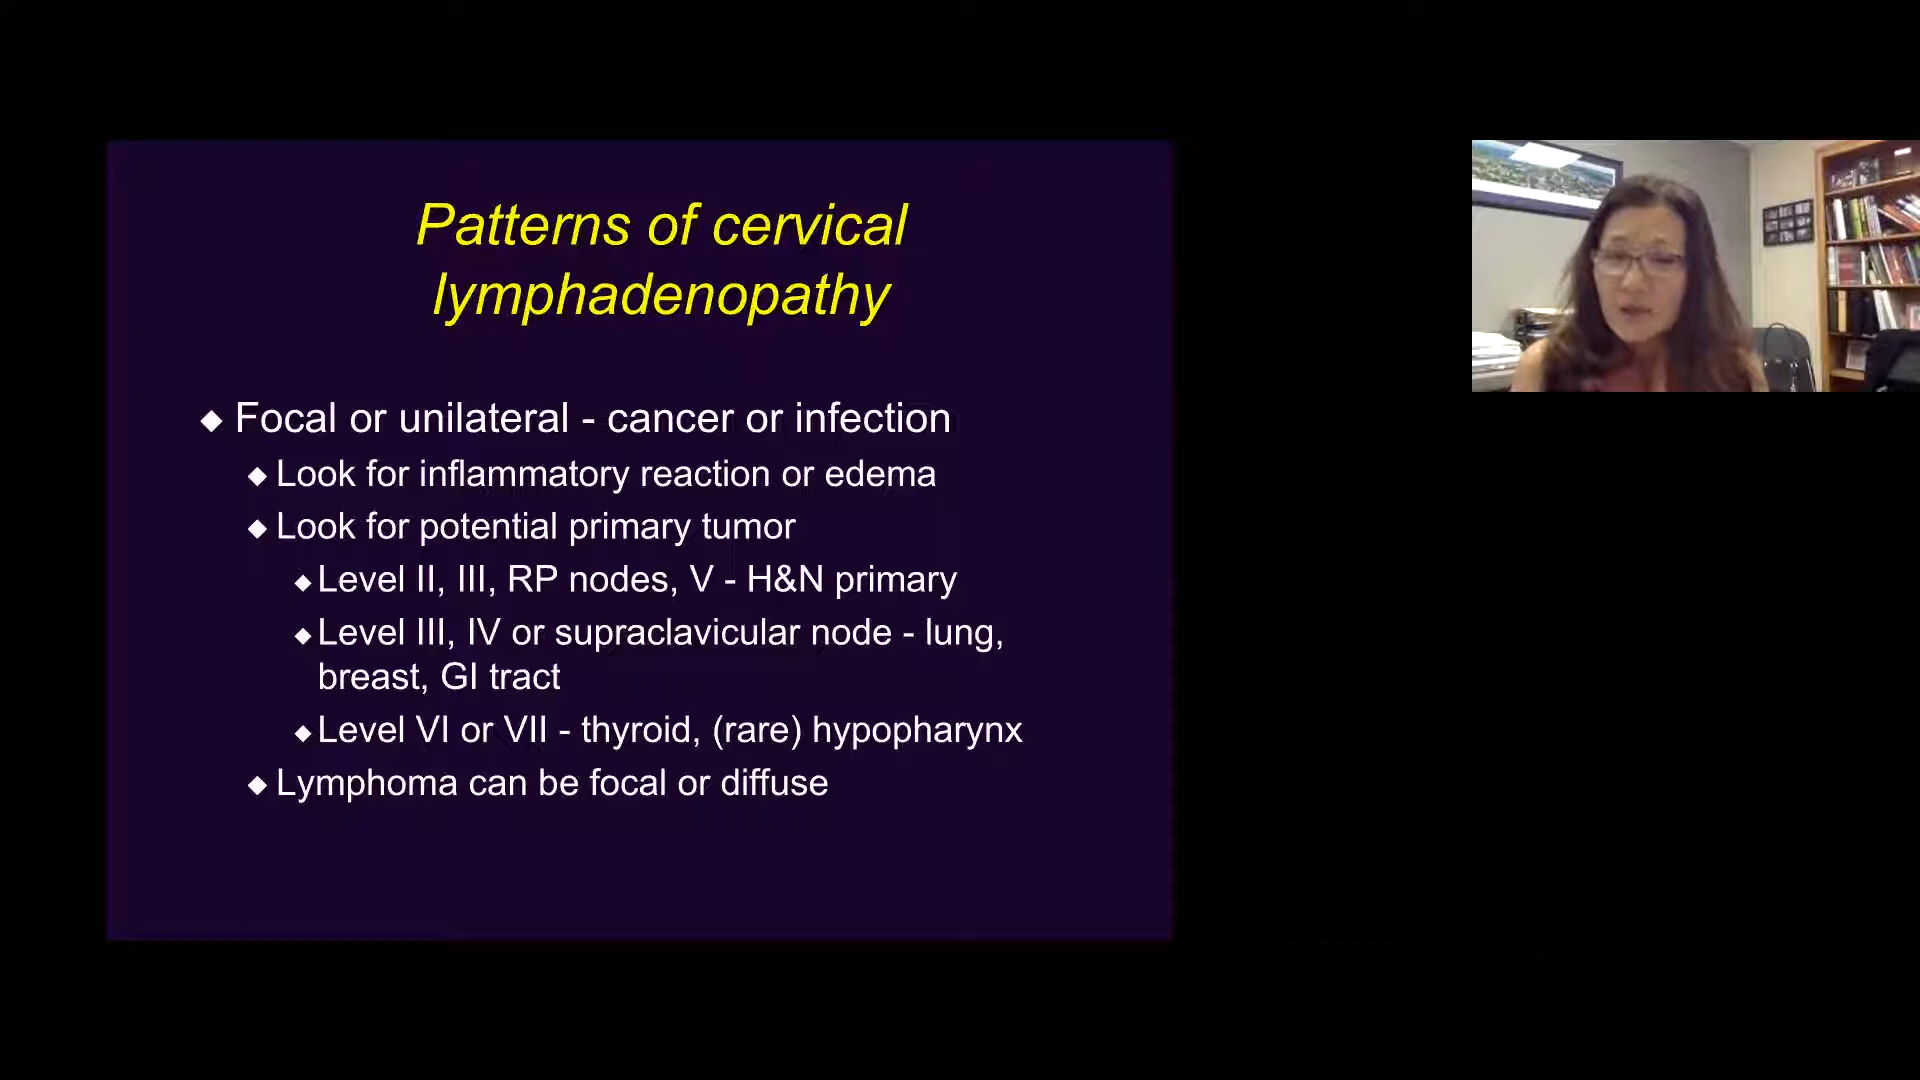 Patterns of cervical
lymphadenopathy
◆ Focal or unilateral - cancer or infection
◆ Look for inflammatory reaction or edema
◆ Look for potential primary tumor
◆ Level II, III, RP nodes, V - H&N primary
◆ Level III, IV or supraclavicular node - lung,
breast, GI tract
◆ Level VI or VII - thyroid, (rare) hypopharynx
◆ Lymphoma can be focal or diffuse